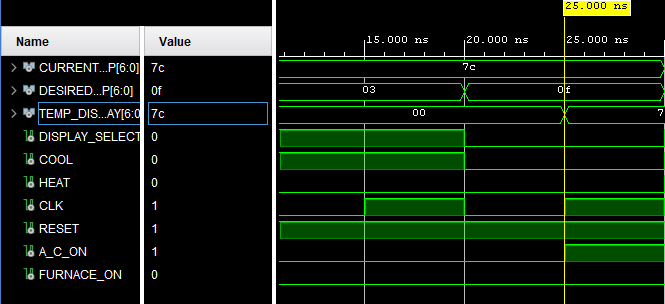 25.000 ns
Name Value
15.000 ns 20.000 ns 25.000 ns
CURRENT...P[6:0] 7c 7c
DESIRED...P[6:0] 0f 03 0f
TEMP_DIS...AY[6:0 7c 00 7
DISPLAY_SELECT 0
COOL 0
HEAT 0
CLK 1
RESET 1
A_C_ON 1
FURNACE_ON 0